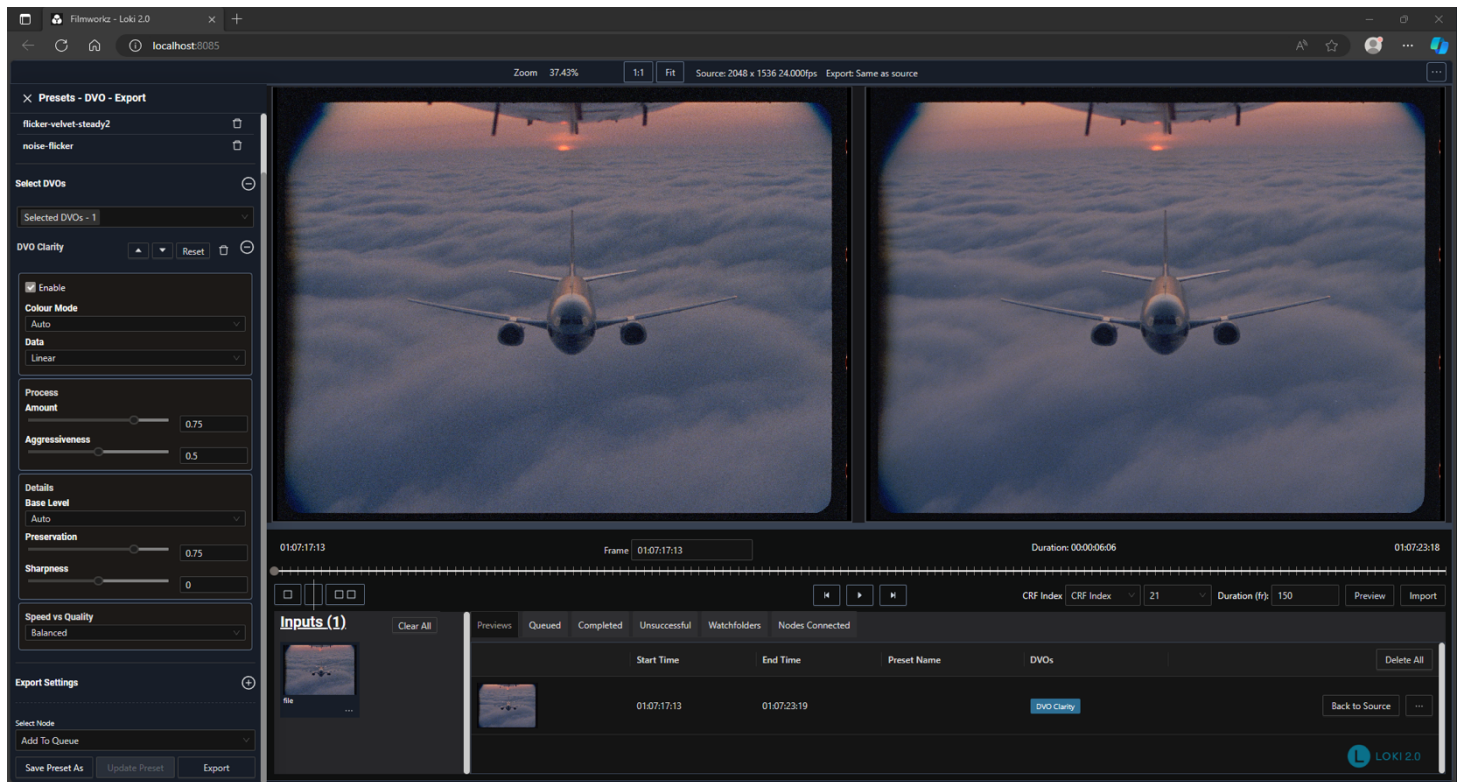 Filmworkz - Loki 2.0
localhost:8085
Zoom 37.43% 1:1 Fit Source: 2048 x 1536 24.000fps Export: Same as source
Presets - DVO - Export
flicker-velvet-steady2
noise-flicker
Select DVOs
Selected DVOs - 1
DVO Clarity Reset
Enable
Colour Mode
Auto
Data
Linear
Process
Amount
0.75
Aggressiveness
0.5
Details
Base Level
Auto
Preservation
0.75
Sharpness
0
Speed vs Quality
Balanced
Export Settings
Select Node
Add To Queue
Save Preset As Update Preset Export
01:07:17:13 Frame 01:07:17:13 Duration: 00:00:06:06 01:07:23:18
CRF Index CRF Index 21 Duration (fr): 150 Preview Import
Inputs (1) Clear All
file
...
Previews Queued Completed Unsuccessful Watchfolders Nodes Connected
Start Time End Time Preset Name DVOs Delete All
01:07:17:13 01:07:23:19 DVO Clarity Back to Source ...
L LOKI 2.0